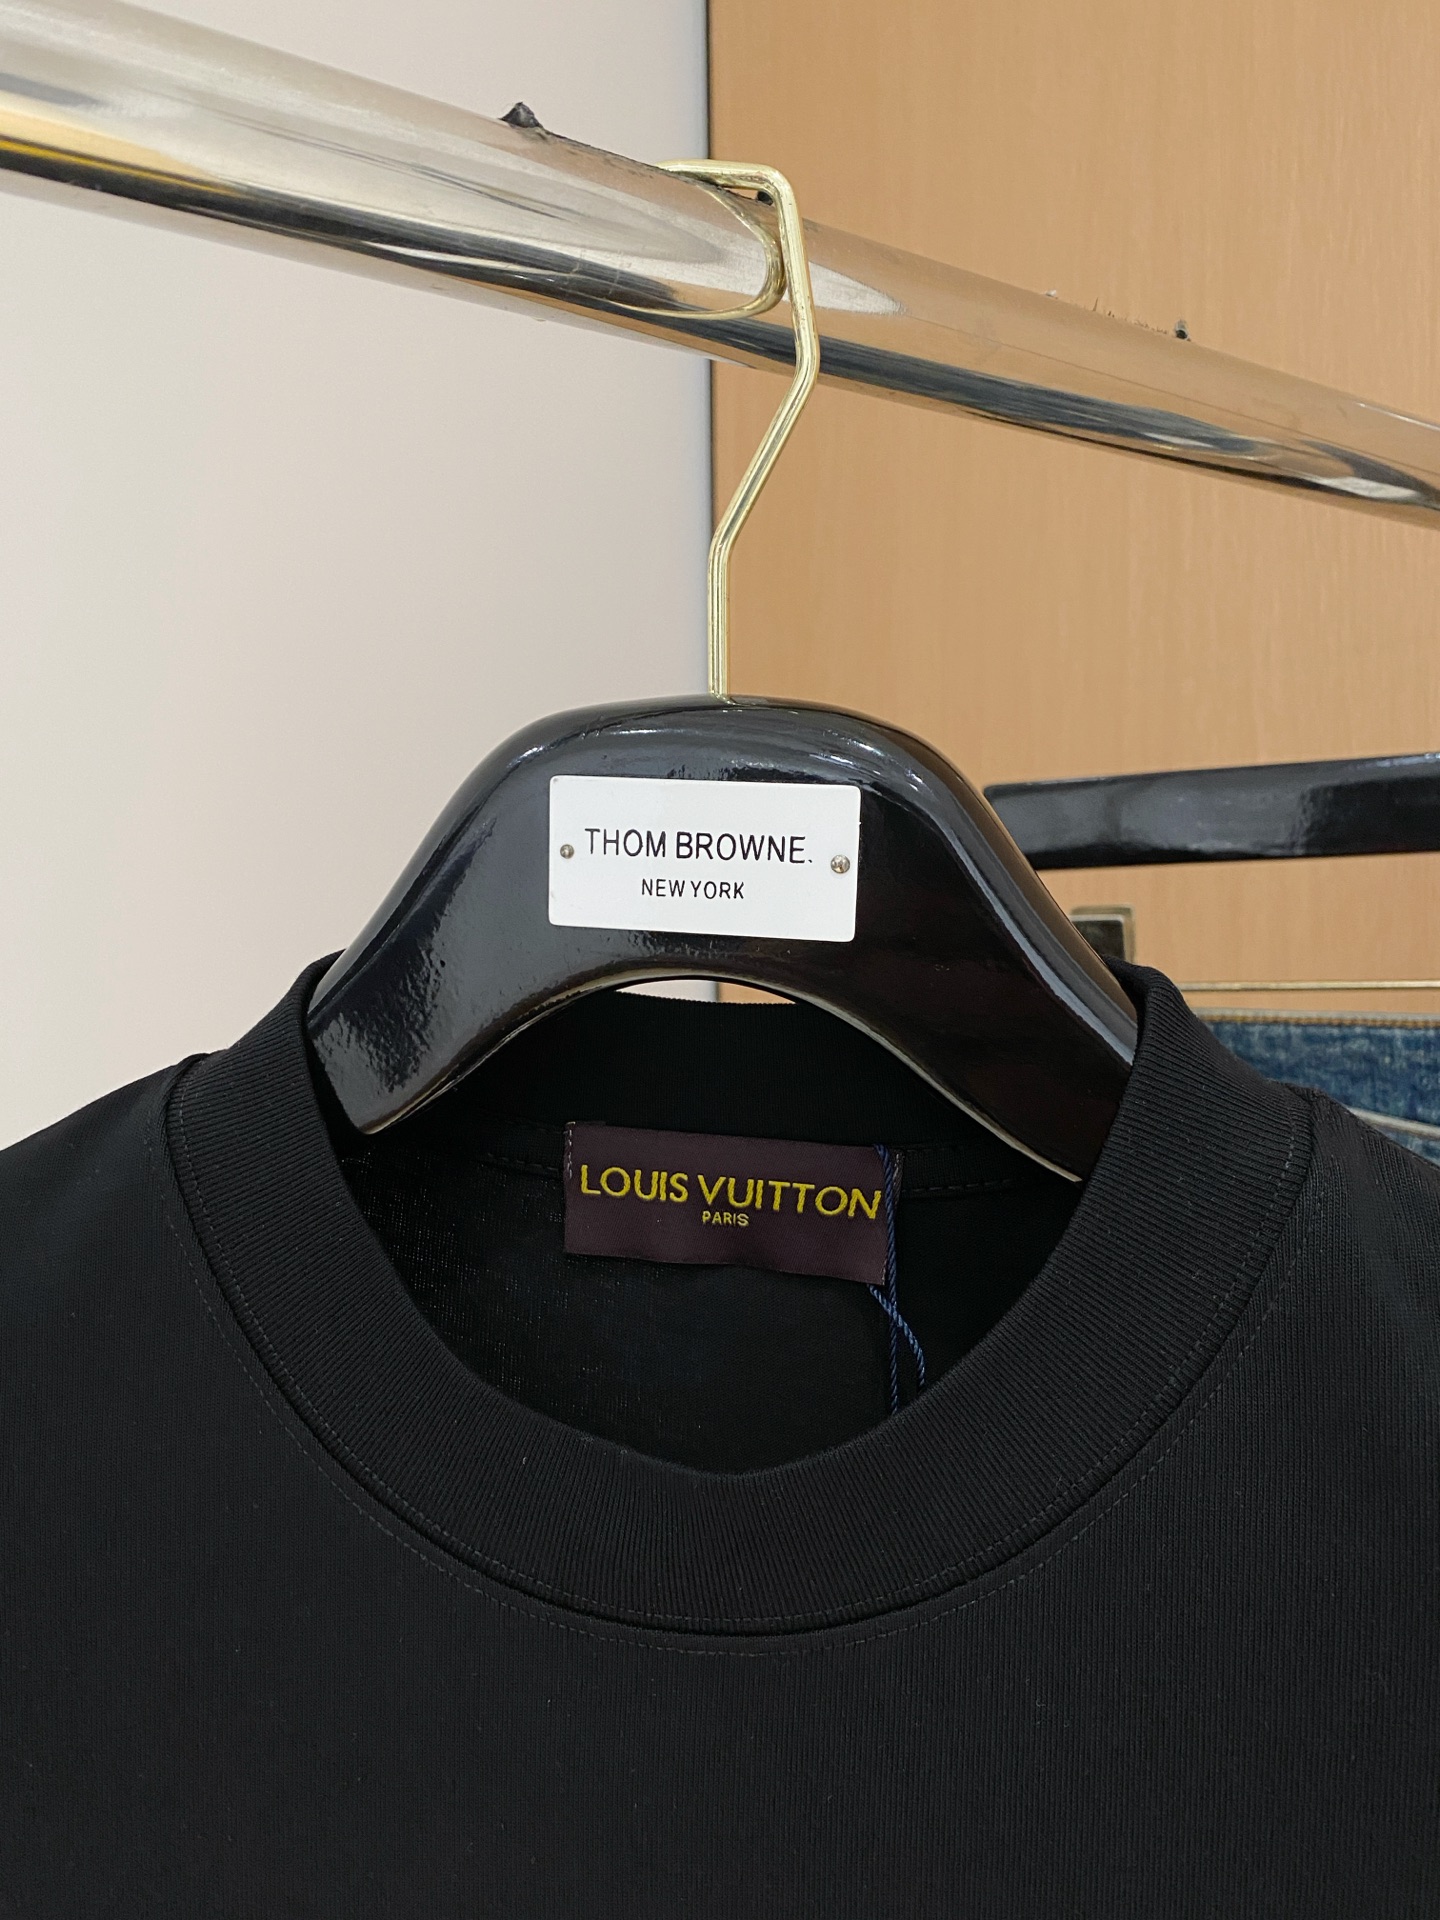 THOM BROWNE.
NEW YORK
LOUIS VUITTON
PARIS